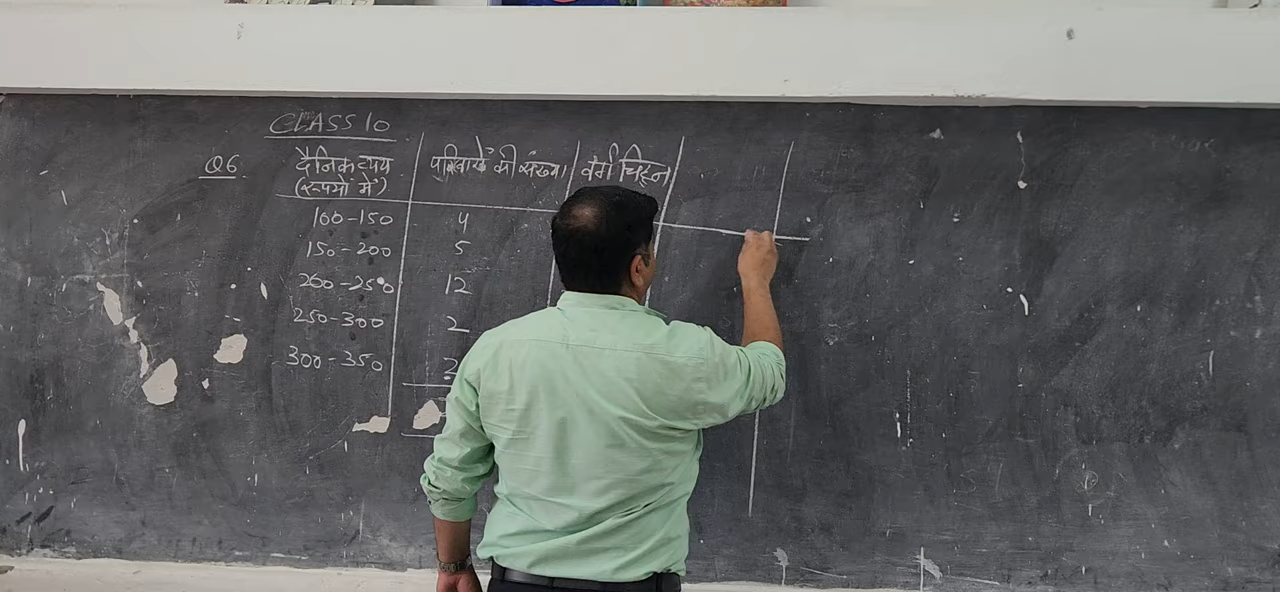 CLASS 10
Q6. दैनिक व्यय परिवारों की संख्या वर्ग चिह्न
(रूपयो में)
100-150 4
150-200 5
200-250 12
250-300 2
300-350 2